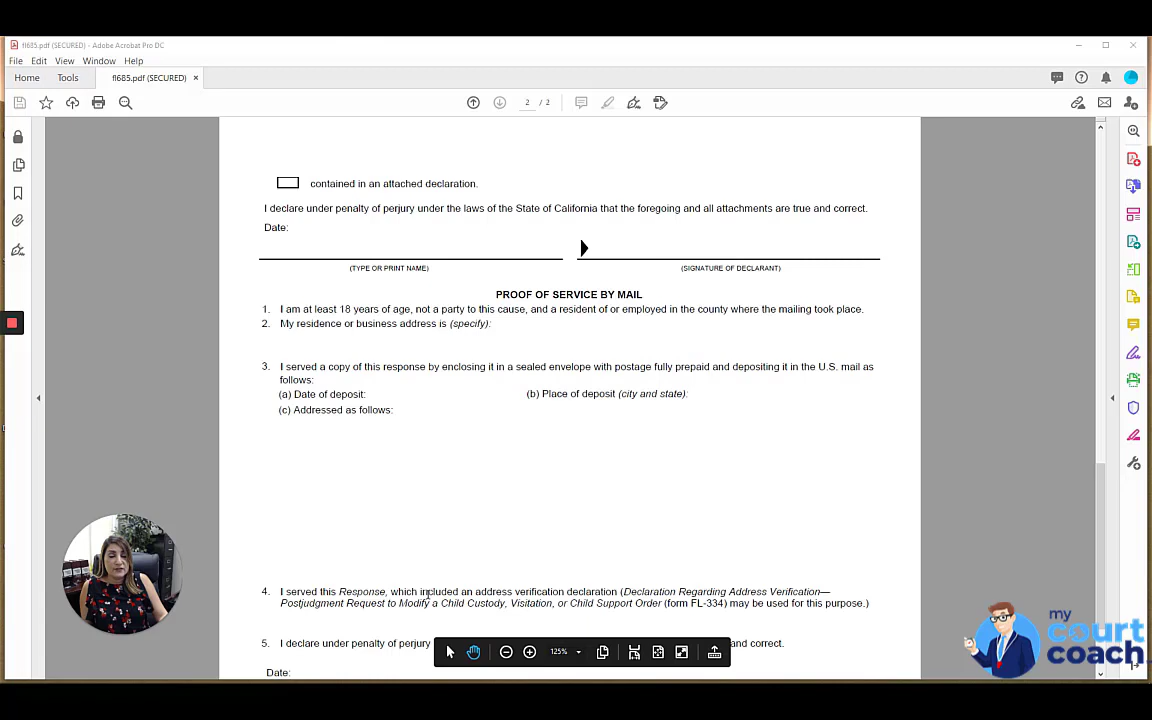 fl685.pdf (SECURED) - Adobe Acrobat Pro DC
File Edit View Window Help
Home Tools fl685.pdf (SECURED) ×
2 / 2
contained in an attached declaration.
I declare under penalty of perjury under the laws of the State of California that the foregoing and all attachments are true and correct.
Date:
(TYPE OR PRINT NAME) (SIGNATURE OF DECLARANT)
PROOF OF SERVICE BY MAIL
1. I am at least 18 years of age, not a party to this cause, and a resident of or employed in the county where the mailing took place.
2. My residence or business address is (specify):
3. I served a copy of this response by enclosing it in a sealed envelope with postage fully prepaid and depositing it in the U.S. mail as
follows:
(a) Date of deposit: (b) Place of deposit (city and state):
(c) Addressed as follows:
4. I served this Response, which included an address verification declaration (Declaration Regarding Address Verification—
Postjudgment Request to Modify a Child Custody, Visitation, or Child Support Order (form FL-334) may be used for this purpose.)
5. I declare under penalty of perjury and correct.
125%
Date:
my
court
coach